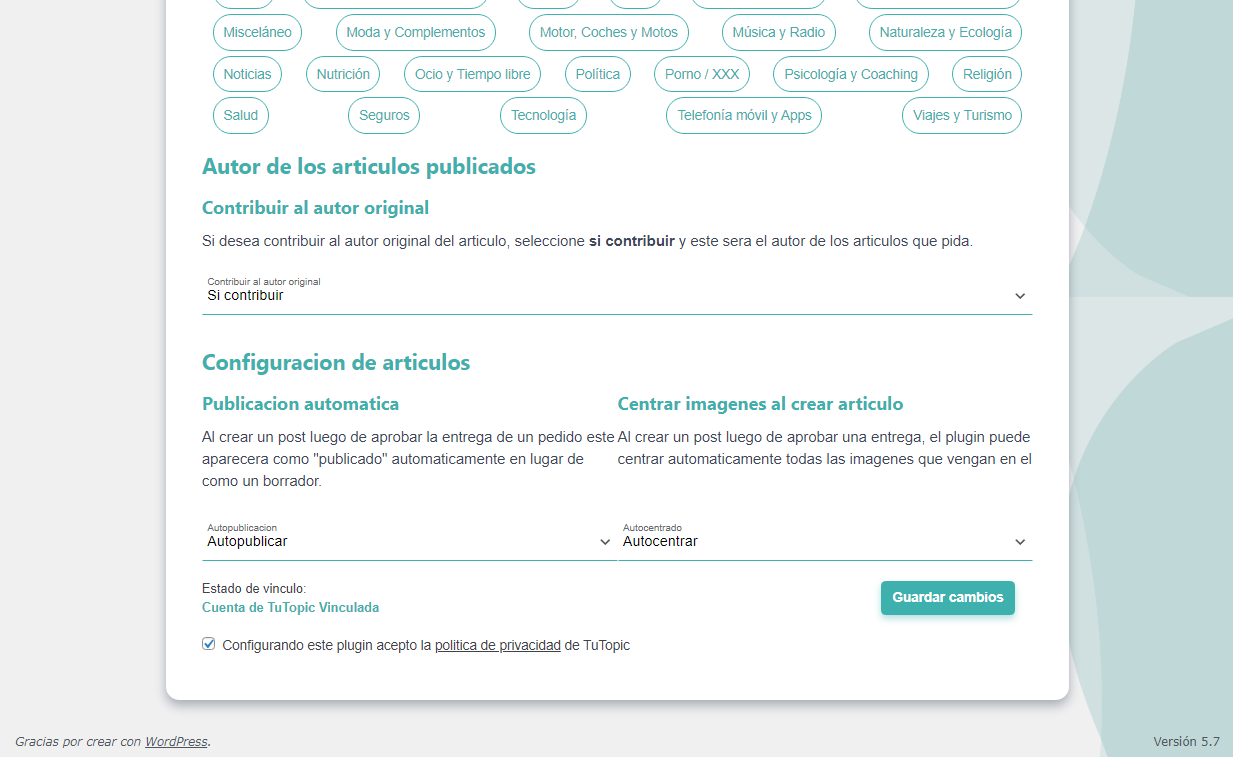 Misceláneo Moda y Complementos Motor, Coches y Motos Música y Radio Naturaleza y Ecología
Noticias Nutrición Ocio y Tiempo libre Política Porno / XXX Psicología y Coaching Religión
Salud Seguros Tecnología Telefonía móvil y Apps Viajes y Turismo
Autor de los articulos publicados
Contribuir al autor original
Si desea contribuir al autor original del articulo, seleccione si contribuir y este sera el autor de los articulos que pida.
Contribuir al autor original
Si contribuir
Configuracion de articulos
Publicacion automatica
Al crear un post luego de aprobar la entrega de un pedido este
aparecera como "publicado" automaticamente en lugar de
como un borrador.
Autopublicacion
Autopublicar
Centrar imagenes al crear articulo
Al crear un post luego de aprobar una entrega, el plugin puede
centrar automaticamente todas las imagenes que vengan en el
Autocentrado
Autocentrar
Estado de vinculo:
Cuenta de TuTopic Vinculada
Guardar cambios
Configurando este plugin acepto la politica de privacidad de TuTopic
Gracias por crear con WordPress.
Versión 5.7